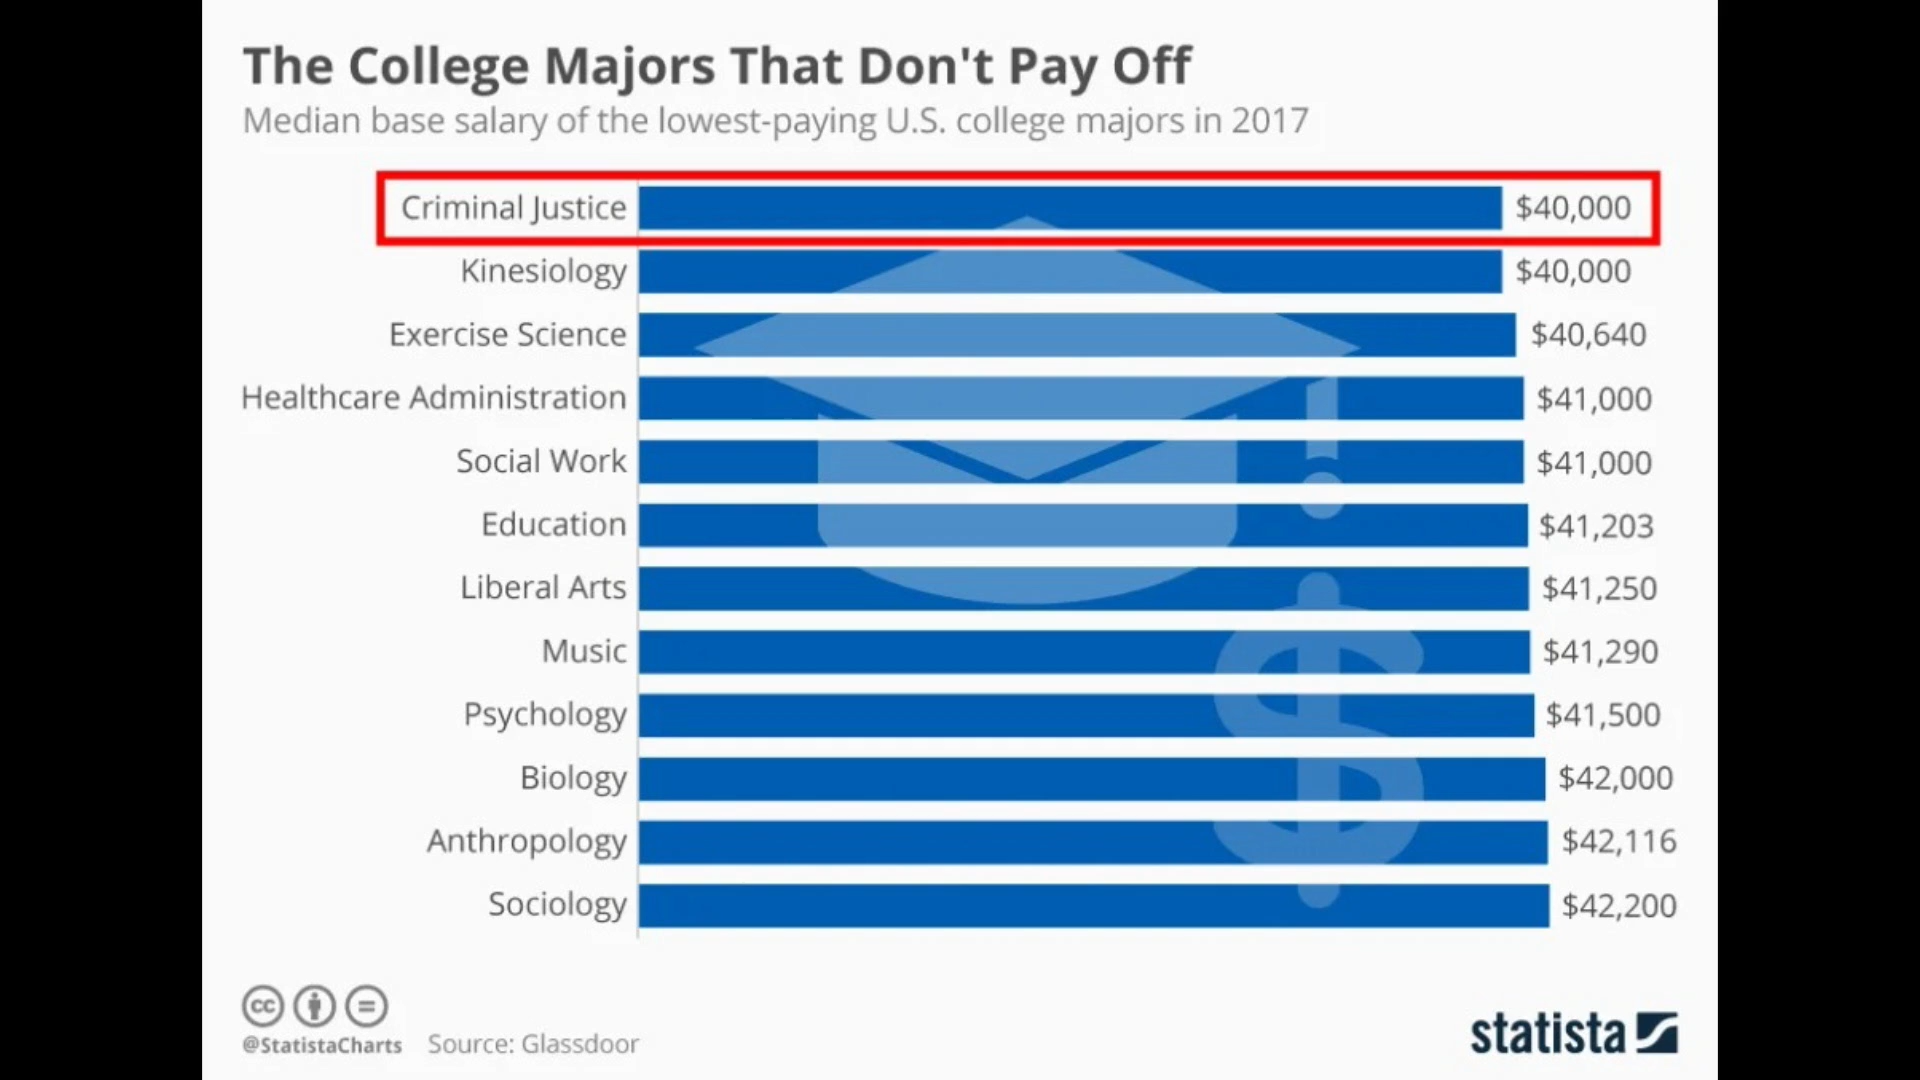 The College Majors That Don't Pay Off
Median base salary of the lowest-paying U.S. college majors in 2017
Criminal Justice $40,000
Kinesiology $40,000
Exercise Science $40,640
Healthcare Administration $41,000
Social Work $41,000
Education $41,203
Liberal Arts $41,250
Music $41,290
Psychology $41,500
Biology $42,000
Anthropology $42,116
Sociology $42,200
cc
@StatistaCharts Source: Glassdoor
statista